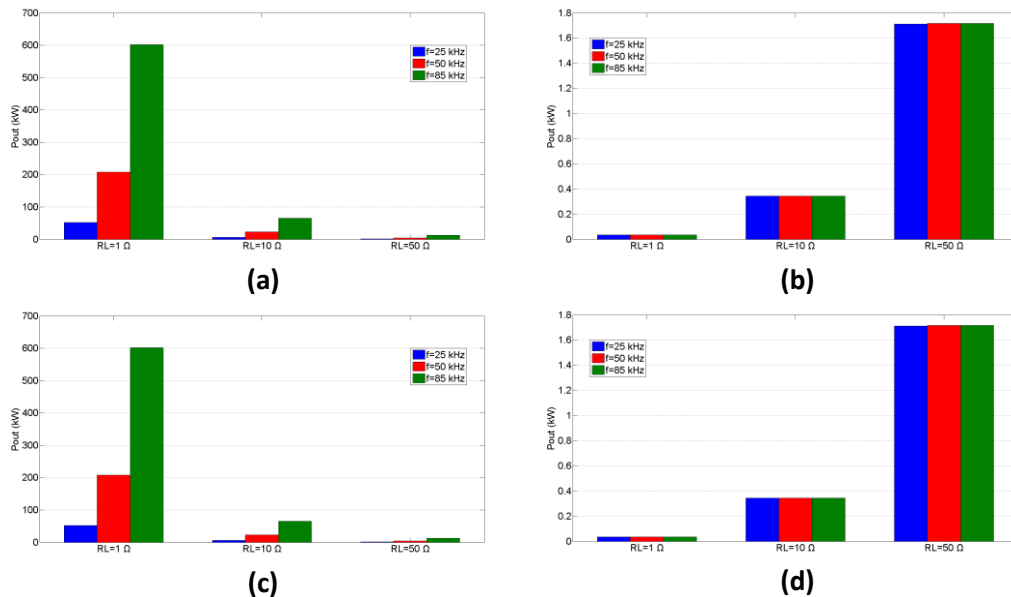 700
600
500
400
300
200
100
0
Pout (kW)
f=25 kHz
f=50 kHz
f=85 kHz
RL=1 Ω RL=10 Ω RL=50 Ω
(a)
1.8
1.6
1.4
1.2
1
0.8
0.6
0.4
0.2
0
Pout (kW)
f=25 kHz
f=50 kHz
f=85 kHz
RL=1 Ω RL=10 Ω RL=50 Ω
(b)
700
600
500
400
300
200
100
0
Pout (kW)
f=25 kHz
f=50 kHz
f=85 kHz
RL=1 Ω RL=10 Ω RL=50 Ω
(c)
1.8
1.6
1.4
1.2
1
0.8
0.6
0.4
0.2
0
Pout (kW)
f=25 kHz
f=50 kHz
f=85 kHz
RL=1 Ω RL=10 Ω RL=50 Ω
(d)